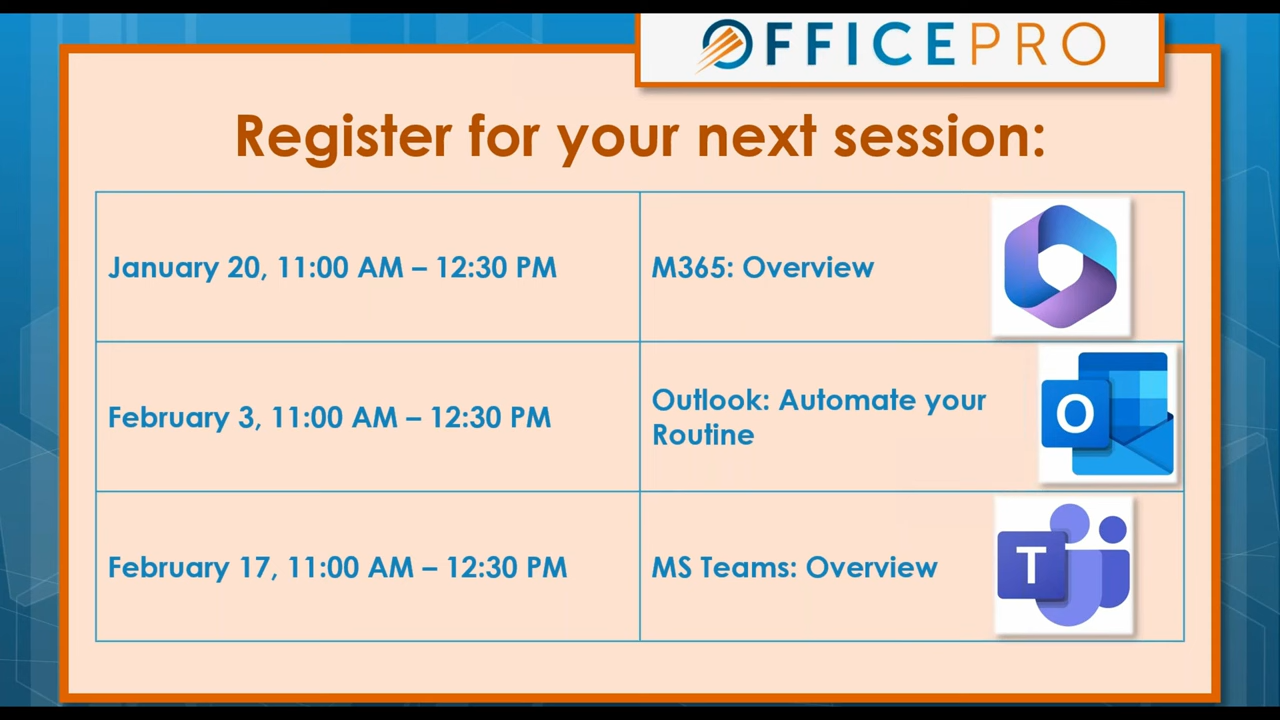 OFFICEPRO
Register for your next session:
January 20, 11:00 AM – 12:30 PM
M365: Overview
February 3, 11:00 AM – 12:30 PM
Outlook: Automate your
Routine
O
February 17, 11:00 AM – 12:30 PM
MS Teams: Overview
T